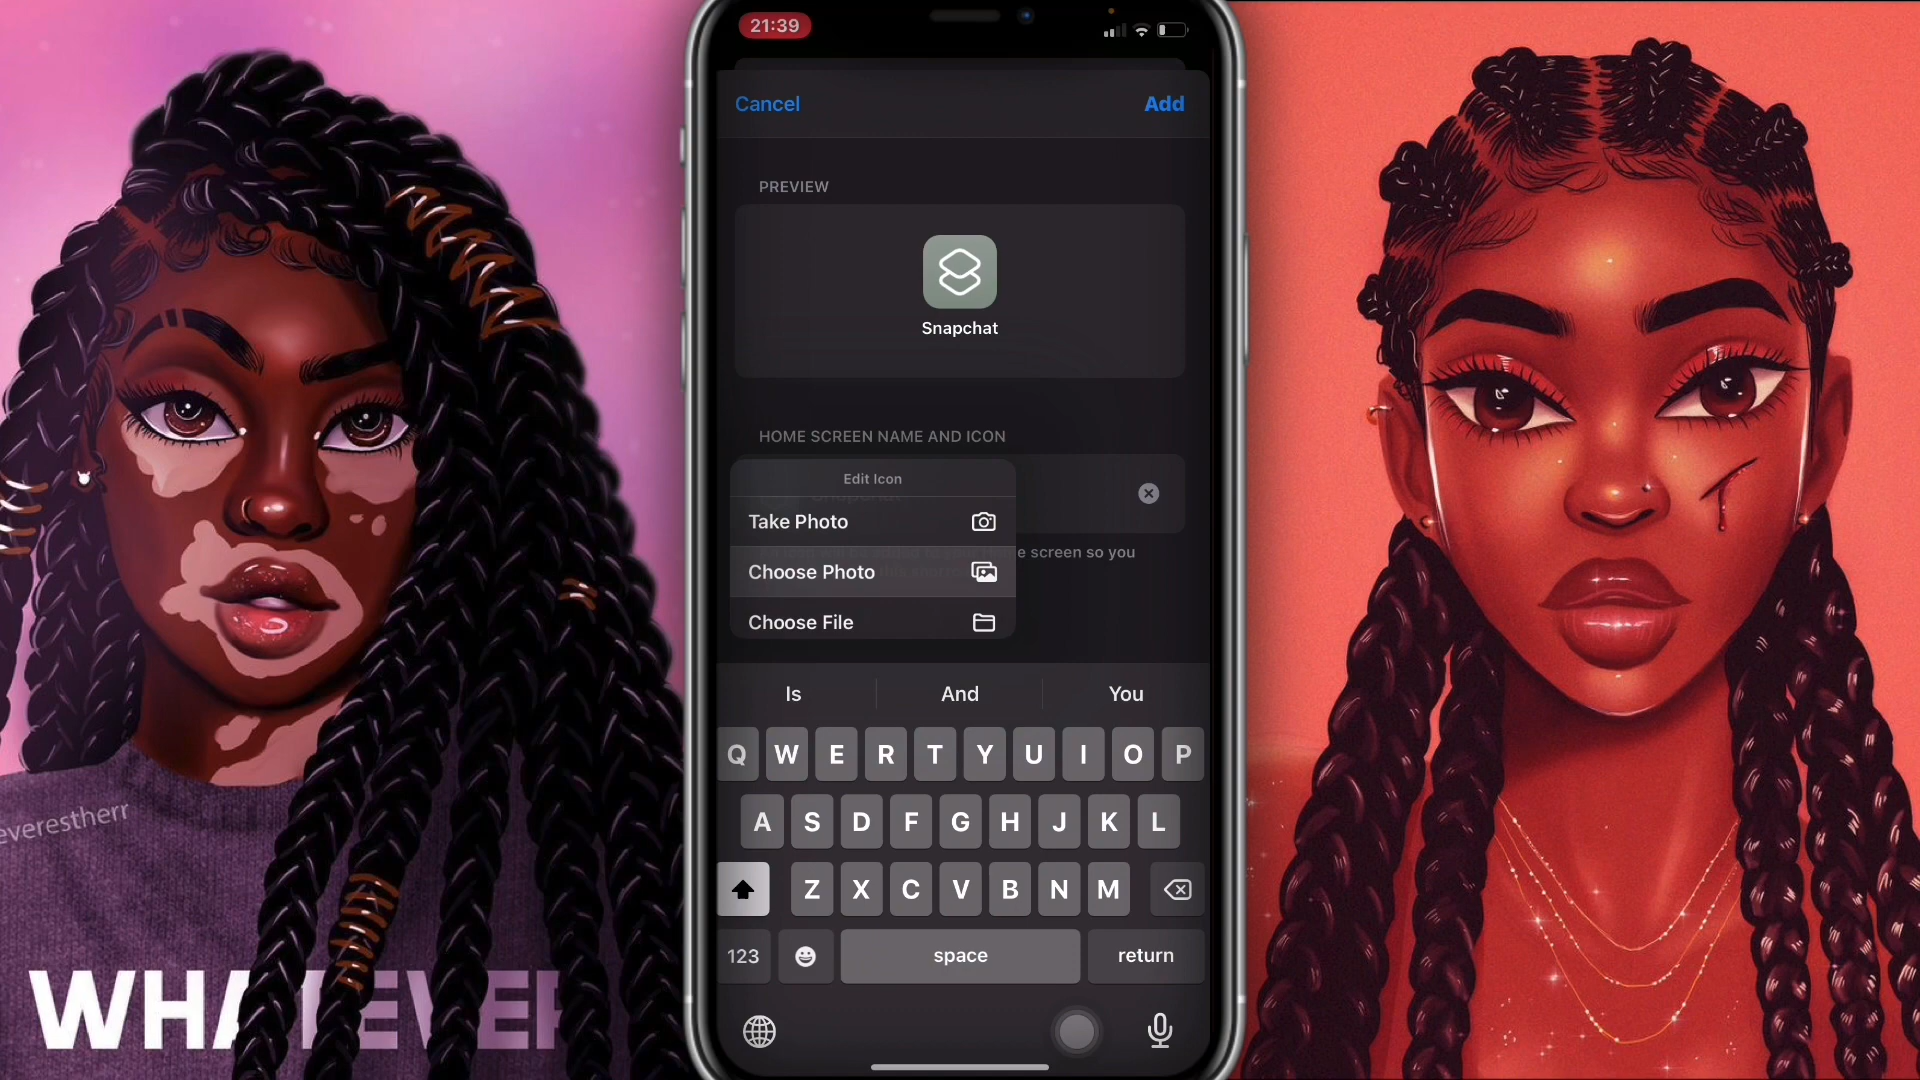 21:39
Cancel
Add
PREVIEW
Snapchat
HOME SCREEN NAME AND ICON
Edit Icon
Take Photo
Choose Photo
Choose File
e screen so you
Is And You
Q W E R T Y U I O P
A S D F G H J K L
Z X C V B N M
123 space return
everestherr
WHATEVER